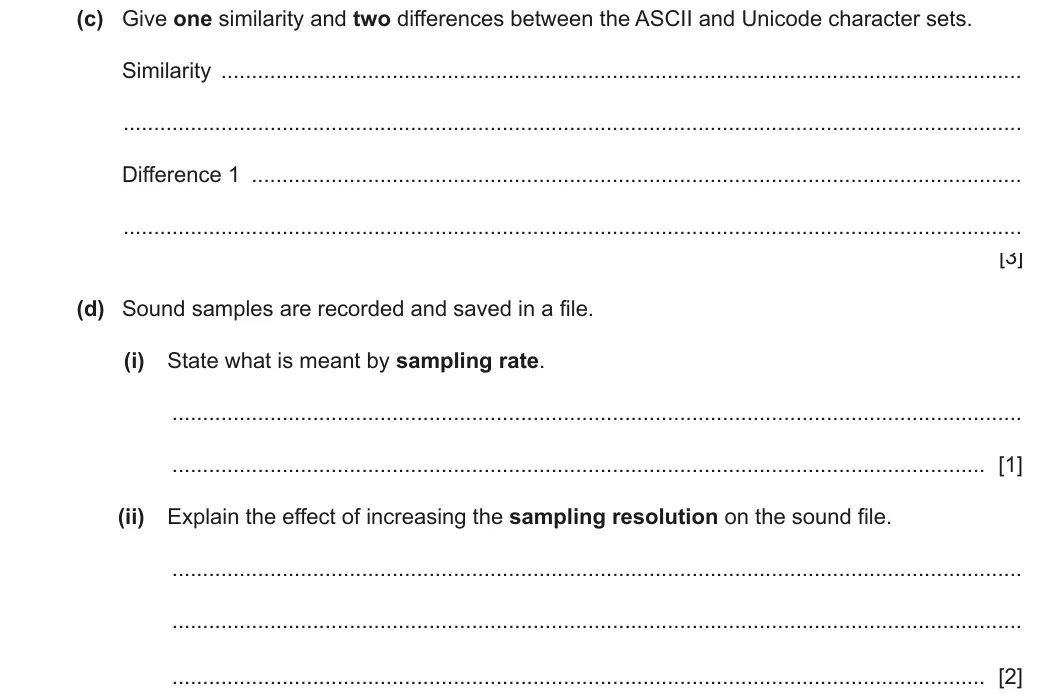 (c) Give one similarity and two differences between the ASCII and Unicode character sets.
Similarity ....................................................................................................................................
....................................................................................................................................................
Difference 1 ...............................................................................................................................
....................................................................................................................................................
[3]
(d) Sound samples are recorded and saved in a file.
(i) State what is meant by sampling rate.
............................................................................................................................................
...................................................................................................................................... [1]
(ii) Explain the effect of increasing the sampling resolution on the sound file.
............................................................................................................................................
............................................................................................................................................
...................................................................................................................................... [2]